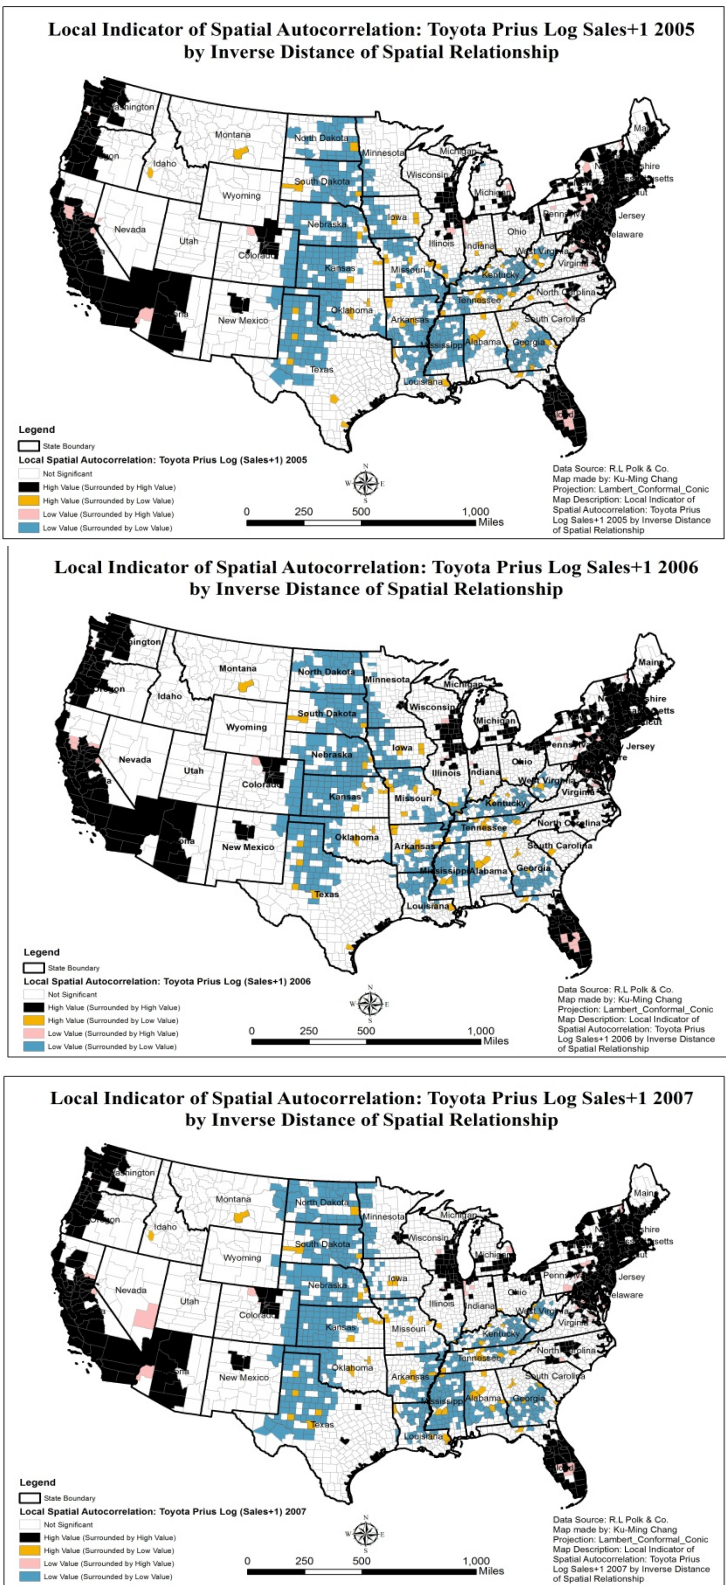 Local Indicator of Spatial Autocorrelation: Toyota Prius Log Sales+1 2005
by Inverse Distance of Spatial Relationship
Washington
Montana
North Dakota
Minnesota
Idaho
Wyoming
South Dakota
Wisconsin
Michigan
Nevada
Utah
Colorado
Nebraska
Iowa
Illinois
Indiana
Ohio
Jersey
Kansas
Missouri
Kentucky
West Virginia
Virginia
New Mexico
Oklahoma
Arkansas
Tennessee
North Carolina
South Carolina
Texas
Louisiana
Mississippi
Alabama
Georgia
Legend
State Boundary
Local Spatial Autocorrelation: Toyota Prius Log (Sales+1) 2005
Not Significant
High Value (Surrounded by High Value)
High Value (Surrounded by Low Value)
Low Value (Surrounded by High Value)
Low Value (Surrounded by Low Value)
N
W
E
S
0 250 500 1,000
Miles
Data Source: R.L Polk & Co.
Map made by: Ku-Ming Chang
Projection: Lambert_Conformal_Conic
Map Description: Local Indicator of
Spatial Autocorrelation: Toyota Prius
Log Sales+1 2005 by Inverse Distance
of Spatial Relationship
Local Indicator of Spatial Autocorrelation: Toyota Prius Log Sales+1 2006
by Inverse Distance of Spatial Relationship
Montana
North Dakota
Minnesota
Maine
Oregon
Idaho
Wyoming
South Dakota
Wisconsin
Michigan
Nevada
Utah
Colorado
Nebraska
Iowa
Illinois
Indiana
Ohio
Jersey
Kansas
Missouri
Kentucky
West Virginia
Virginia
New Mexico
Oklahoma
Arkansas
Tennessee
North Carolina
South Carolina
Texas
Louisiana
Mississippi
Alabama
Georgia
Legend
State Boundary
Local Spatial Autocorrelation: Toyota Prius Log (Sales+1) 2006
Not Significant
High Value (Surrounded by High Value)
High Value (Surrounded by Low Value)
Low Value (Surrounded by High Value)
Low Value (Surrounded by Low Value)
N
W
E
S
0 250 500 1,000
Miles
Data Source: R.L Polk & Co.
Map made by: Ku-Ming Chang
Projection: Lambert_Conformal_Conic
Map Description: Local Indicator of
Spatial Autocorrelation: Toyota Prius
Log Sales+1 2006 by Inverse Distance
of Spatial Relationship
Local Indicator of Spatial Autocorrelation: Toyota Prius Log Sales+1 2007
by Inverse Distance of Spatial Relationship
Washington
Montana
North Dakota
Minnesota
Maine
Oregon
Idaho
Wyoming
South Dakota
Wisconsin
Michigan
Nevada
Utah
Colorado
Nebraska
Iowa
Illinois
Indiana
Ohio
Jersey
Kansas
Missouri
Kentucky
West Virginia
Virginia
New Mexico
Oklahoma
Arkansas
Tennessee
North Carolina
South Carolina
Texas
Louisiana
Mississippi
Alabama
Georgia
Legend
State Boundary
Local Spatial Autocorrelation: Toyota Prius Log (Sales+1) 2007
Not Significant
High Value (Surrounded by High Value)
High Value (Surrounded by Low Value)
Low Value (Surrounded by High Value)
Low Value (Surrounded by Low Value)
N
W
E
S
0 250 500 1,000
Miles
Data Source: R.L Polk & Co.
Map made by: Ku-Ming Chang
Projection: Lambert_Conformal_Conic
Map Description: Local Indicator of
Spatial Autocorrelation: Toyota Prius
Log Sales+1 2007 by Inverse Distance
of Spatial Relationship